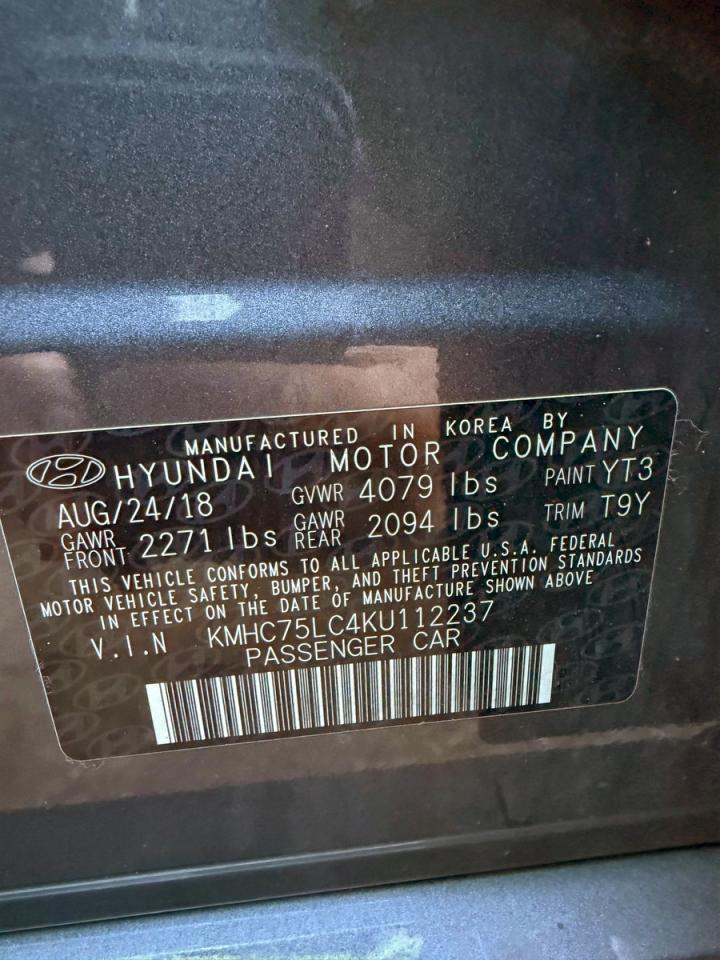 MANUFACTURED IN KOREA BY
HYUNDAI MOTOR COMPANY
AUG/24/18 GVWR 4079 lbs PAINT YT3
GAWR FRONT 2271 lbs GAWR REAR 2094 lbs TRIM T9Y
THIS VEHICLE CONFORMS TO ALL APPLICABLE U.S.A. FEDERAL
MOTOR VEHICLE SAFETY, BUMPER, AND THEFT PREVENTION STANDARDS
IN EFFECT ON THE DATE OF MANUFACTURE SHOWN ABOVE
V.I.N KMHC75LC4KU112237
PASSENGER CAR